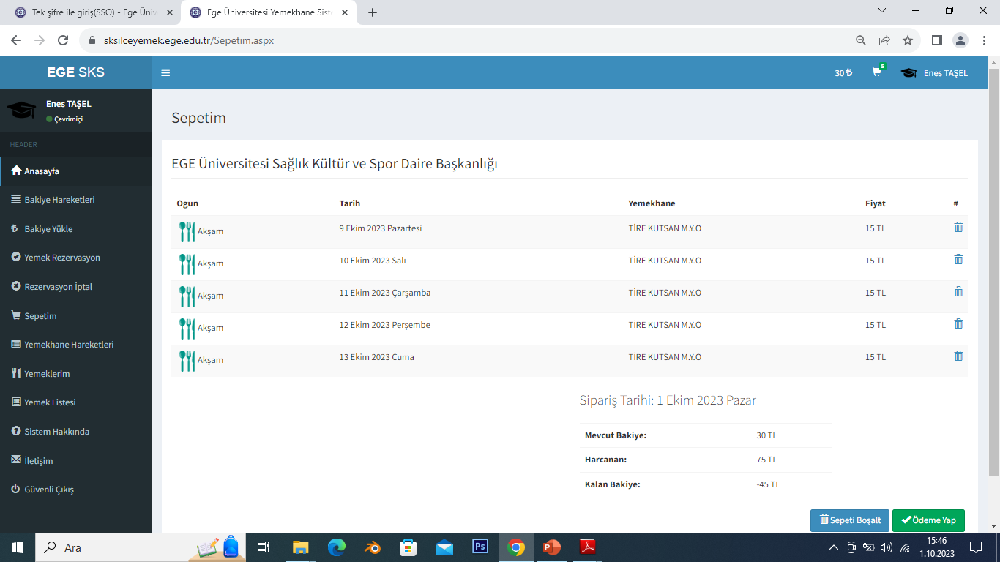 Tek şifre ile giriş(SSO) - Ege Üniv
Ege Üniversitesi Yemekhane Sist
sksilceyemek.ege.edu.tr/Sepetim.aspx
EGE SKS
30 ₺
5
Enes TAŞEL
Enes TAŞEL
Çevrimiçi
HEADER
Anasayfa
Bakiye Hareketleri
₺ Bakiye Yükle
Yemek Rezervasyon
Rezervasyon İptal
Sepetim
Yemekhane Hareketleri
Yemeklerim
Yemek Listesi
Sistem Hakkında
İletişim
Güvenli Çıkış
Sepetim
EGE Üniversitesi Sağlık Kültür ve Spor Daire Başkanlığı
Ogun Tarih Yemekhane Fiyat #
Akşam 9 Ekim 2023 Pazartesi TİRE KUTSAN M.Y.O 15 TL
Akşam 10 Ekim 2023 Salı TİRE KUTSAN M.Y.O 15 TL
Akşam 11 Ekim 2023 Çarşamba TİRE KUTSAN M.Y.O 15 TL
Akşam 12 Ekim 2023 Perşembe TİRE KUTSAN M.Y.O 15 TL
Akşam 13 Ekim 2023 Cuma TİRE KUTSAN M.Y.O 15 TL
Sipariş Tarihi: 1 Ekim 2023 Pazar
Mevcut Bakiye: 30 TL
Harcanan: 75 TL
Kalan Bakiye: -45 TL
Sepeti Boşalt
Ödeme Yap
Ara
Ps
P
15:46
1.10.2023